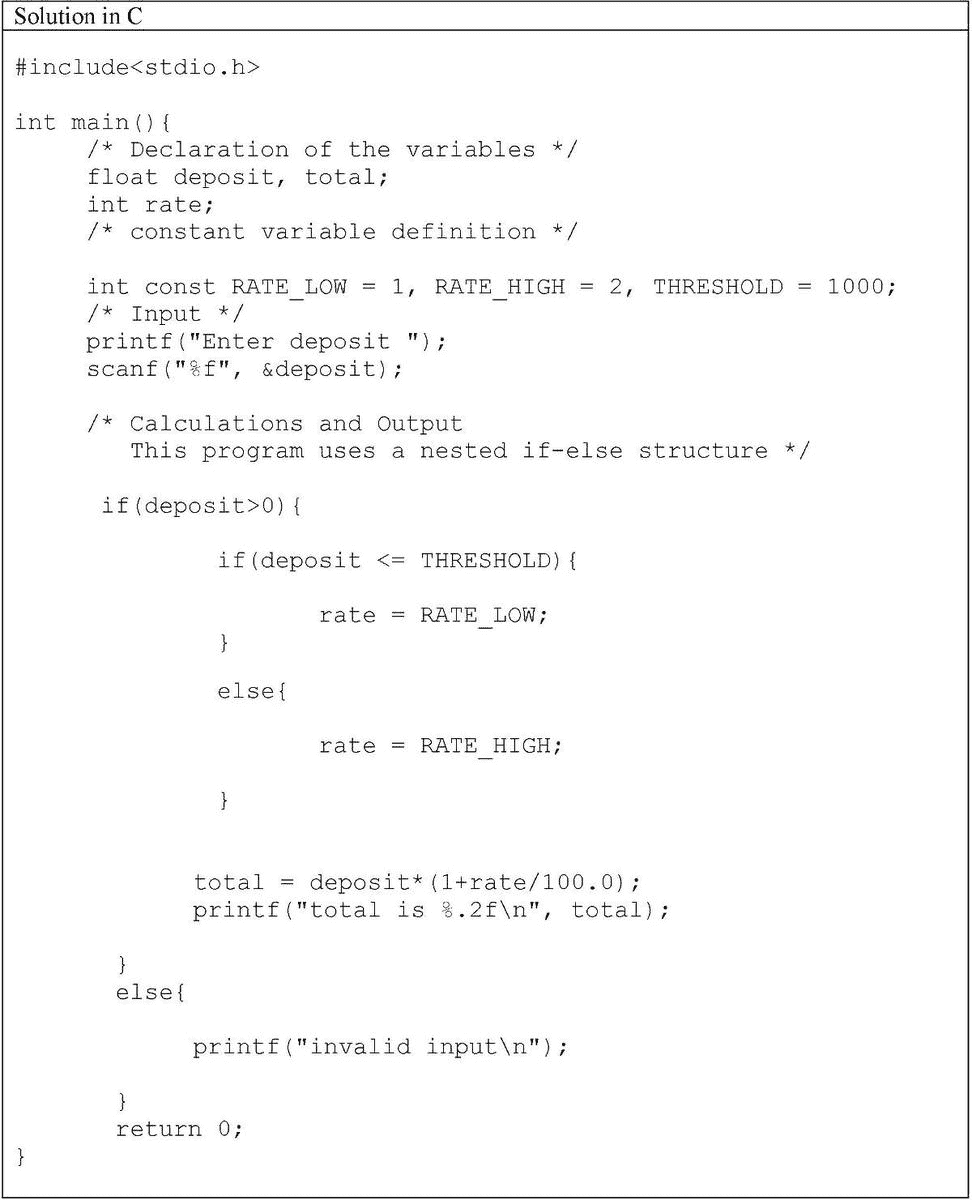 Solution in C
#include<stdio.h>
int main(){
/* Declaration of the variables */
float deposit, total;
int rate;
/* constant variable definition */
int const RATE_LOW = 1, RATE_HIGH = 2, THRESHOLD = 1000;
/* Input */
printf("Enter deposit ");
scanf("%f", &deposit);
/* Calculations and Output
This program uses a nested if-else structure */
if(deposit>0){
if(deposit <= THRESHOLD){
rate = RATE_LOW;
}
else{
rate = RATE_HIGH;
}
total = deposit*(1+rate/100.0);
printf("total is %.2f\n", total);
}
else{
printf("invalid input\n");
}
return 0;
}